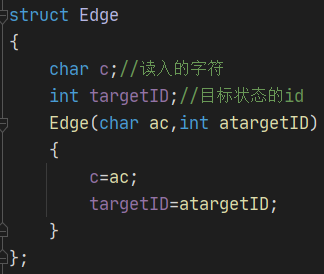 struct Edge
{
    char c;//读入的字符
    int targetID;//目标状态的id
    Edge(char ac,int atargetID)
    {
        c=ac;
        targetID=atargetID;
    }
};